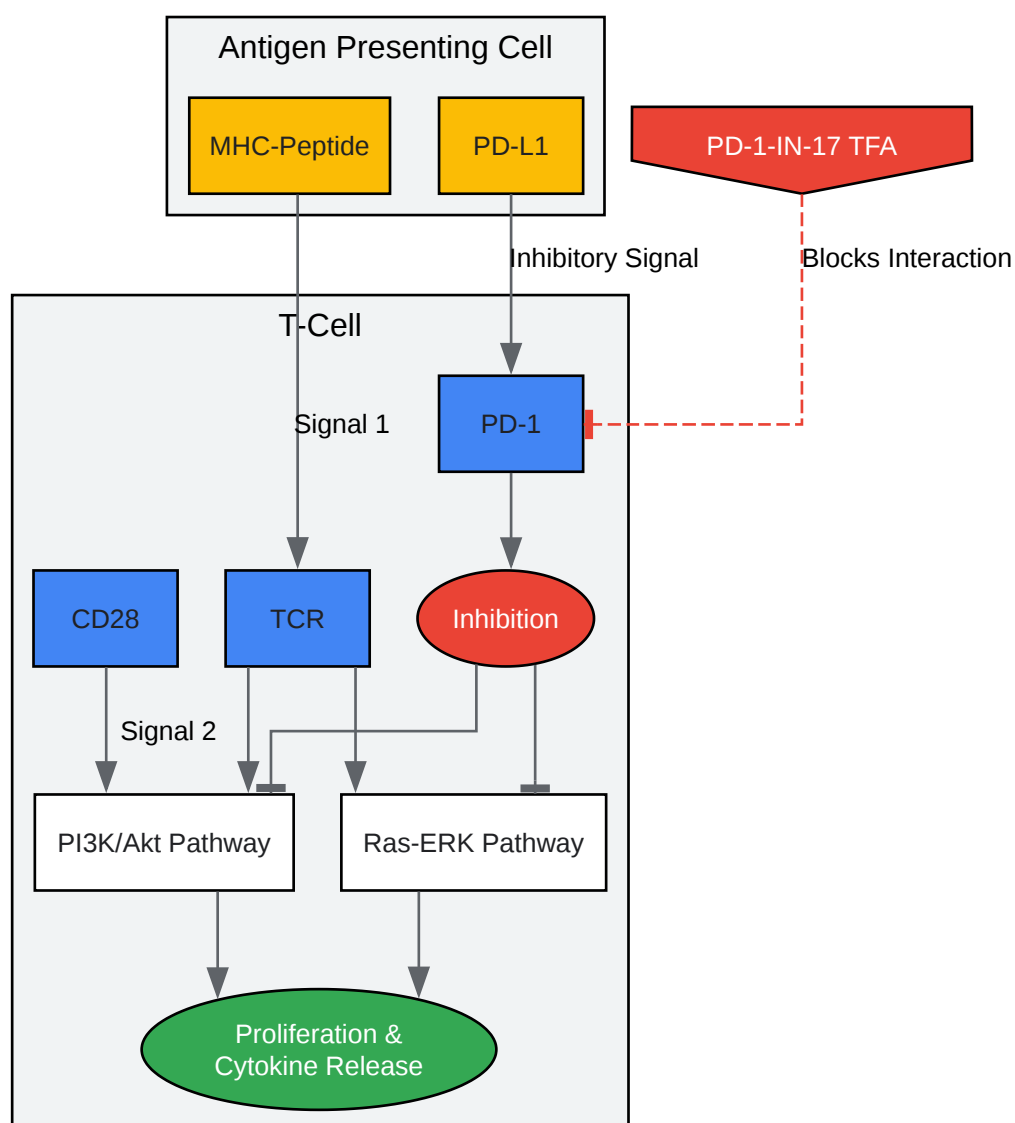 Antigen Presenting Cell
MHC-Peptide
PD-L1
PD-1-IN-17 TFA
Inhibitory Signal
Blocks Interaction
T-Cell
Signal 1
PD-1
CD28
TCR
Inhibition
Signal 2
PI3K/Akt Pathway
Ras-ERK Pathway
Proliferation &
Cytokine Release